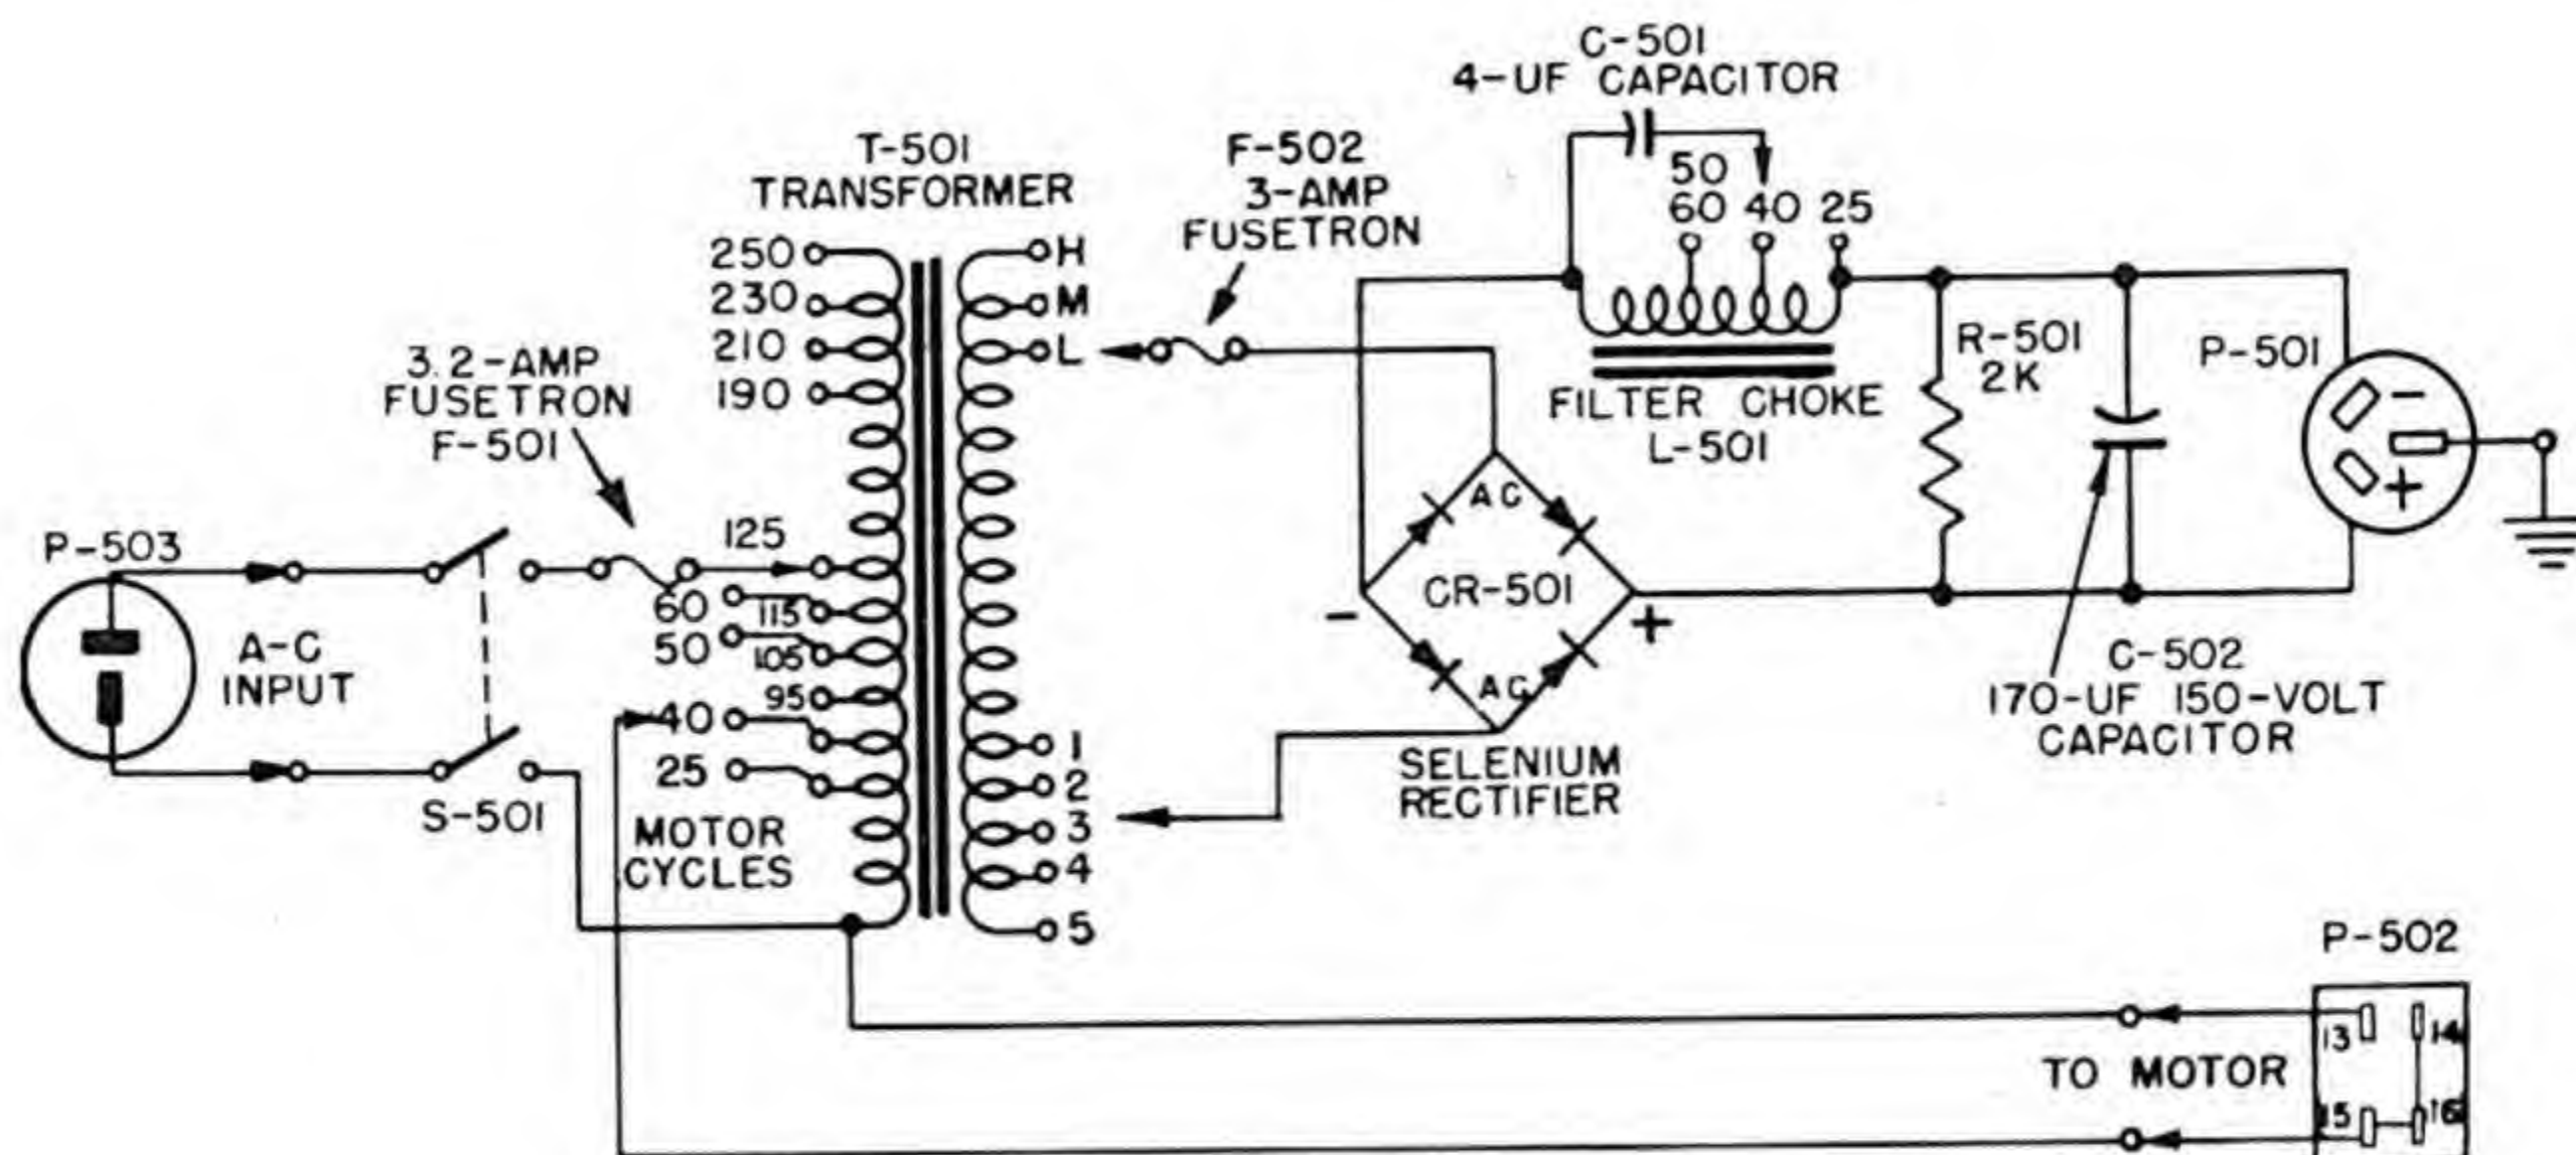 C-501
4-UF CAPACITOR
T-501
TRANSFORMER
F-502
3-AMP
FUSETRON
50
60 40 25
250
230
210
190
H
M
L
3.2-AMP
FUSETRON
F-501
R-501
2K
P-501
-
+
FILTER CHOKE
L-501
P-503
A-C
INPUT
125
60
115
50
105
95
40
25
MOTOR
CYCLES
S-501
1
2
3
4
5
AC
CR-501
-
+
AC
SELENIUM
RECTIFIER
C-502
170-UF 150-VOLT
CAPACITOR
P-502
13 14
TO MOTOR
15 16